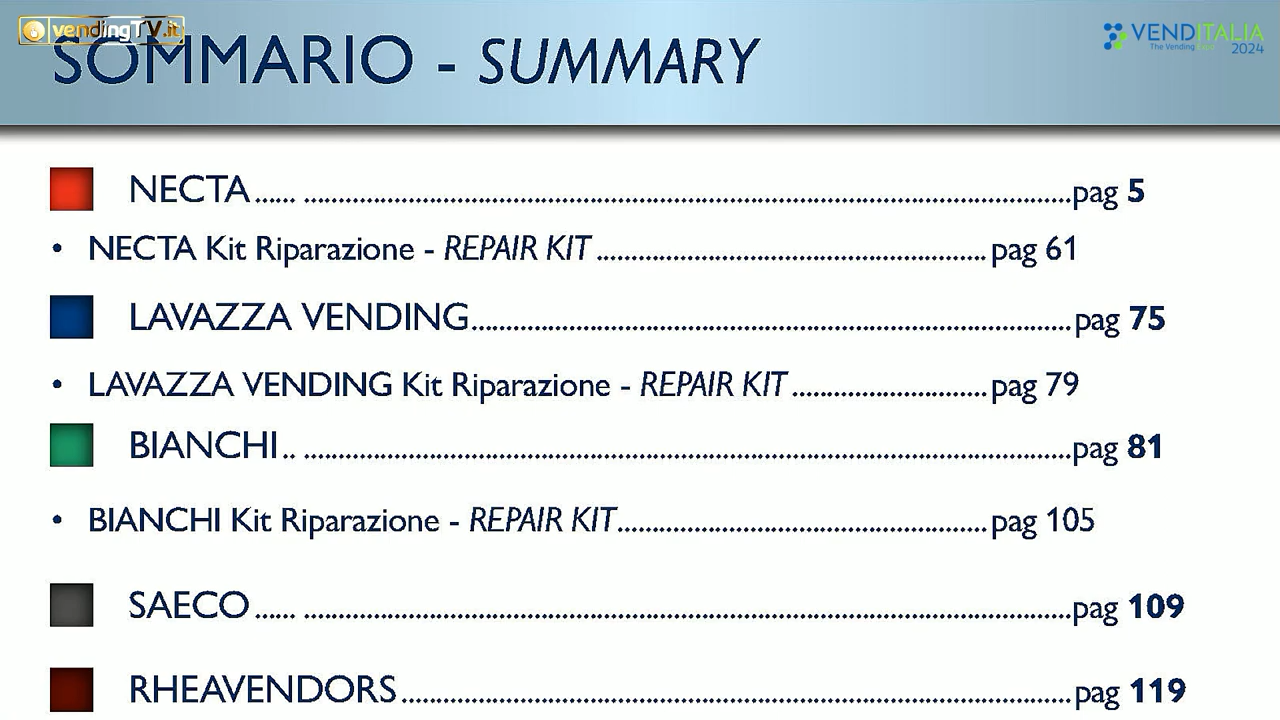 vendingTV.it
VENDITALIA
The Vending Expo
2024
SOMMARIO - SUMMARY
NECTA...... ................................................................................................................pag 5
• NECTA Kit Riparazione - REPAIR KIT.........................................................pag 61
LAVAZZA VENDING........................................................................................pag 75
• LAVAZZA VENDING Kit Riparazione - REPAIR KIT............................pag 79
BIANCHI.. ................................................................................................................pag 81
• BIANCHI Kit Riparazione - REPAIR KIT......................................................pag 105
SAECO...... ................................................................................................................pag 109
RHEAVENDORS..................................................................................................pag 119